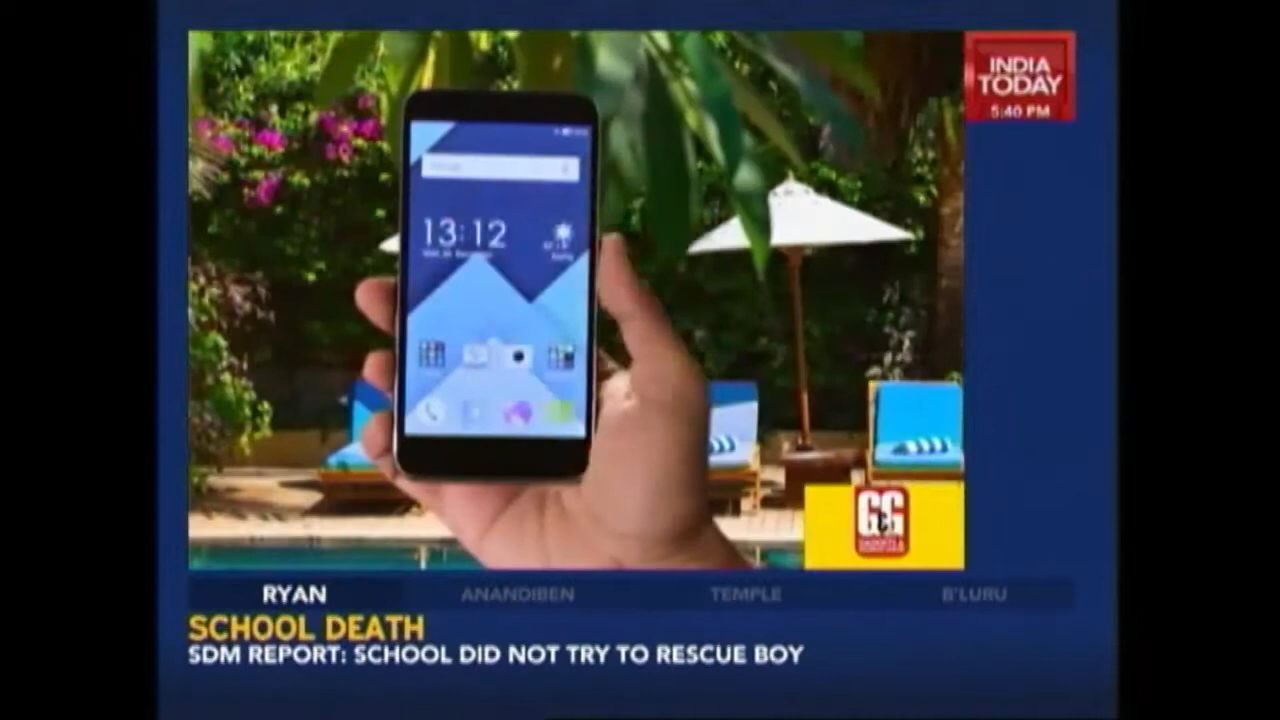 INDIA
TODAY
5:40 PM
13:12
G&G
RYAN
ANANDIBEN
TEMPLE
B'LURU
SCHOOL DEATH
SDM REPORT: SCHOOL DID NOT TRY TO RESCUE BOY